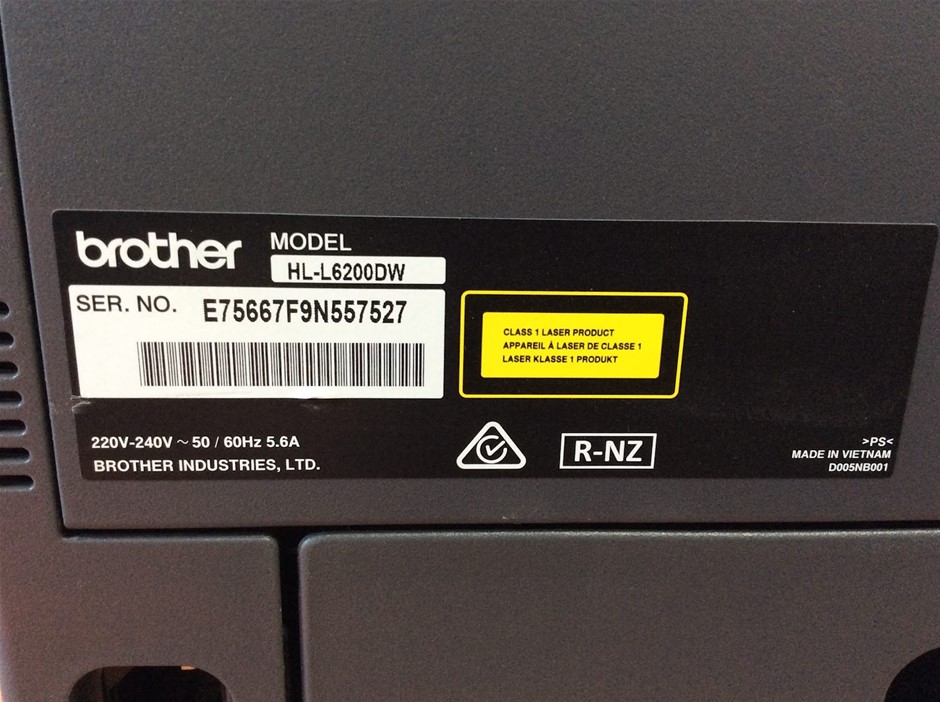 brother
MODEL
HL-L6200DW
SER. NO. E75667F9N557527
CLASS 1 LASER PRODUCT
APPAREIL À LASER DE CLASSE 1
LASER KLASSE 1 PRODUKT
220V-240V ~ 50 / 60Hz 5.6A
BROTHER INDUSTRIES, LTD.
R-NZ
>PS<
MADE IN VIETNAM
D005NB001